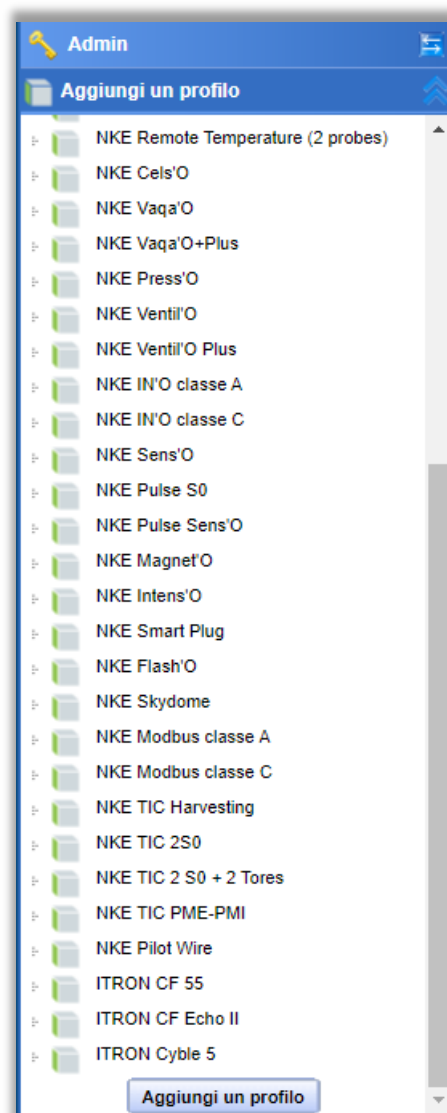 Admin
Aggiungi un profilo
NKE Remote Temperature (2 probes)
NKE Cels'O
NKE Vaqa'O
NKE Vaqa'O+Plus
NKE Press'O
NKE Ventil'O
NKE Ventil'O Plus
NKE IN'O classe A
NKE IN'O classe C
NKE Sens'O
NKE Pulse S0
NKE Pulse Sens'O
NKE Magnet'O
NKE Intens'O
NKE Smart Plug
NKE Flash'O
NKE Skydome
NKE Modbus classe A
NKE Modbus classe C
NKE TIC Harvesting
NKE TIC 2S0
NKE TIC 2 S0 + 2 Tores
NKE TIC PME-PMI
NKE Pilot Wire
ITRON CF 55
ITRON CF Echo II
ITRON Cyble 5
Aggiungi un profilo